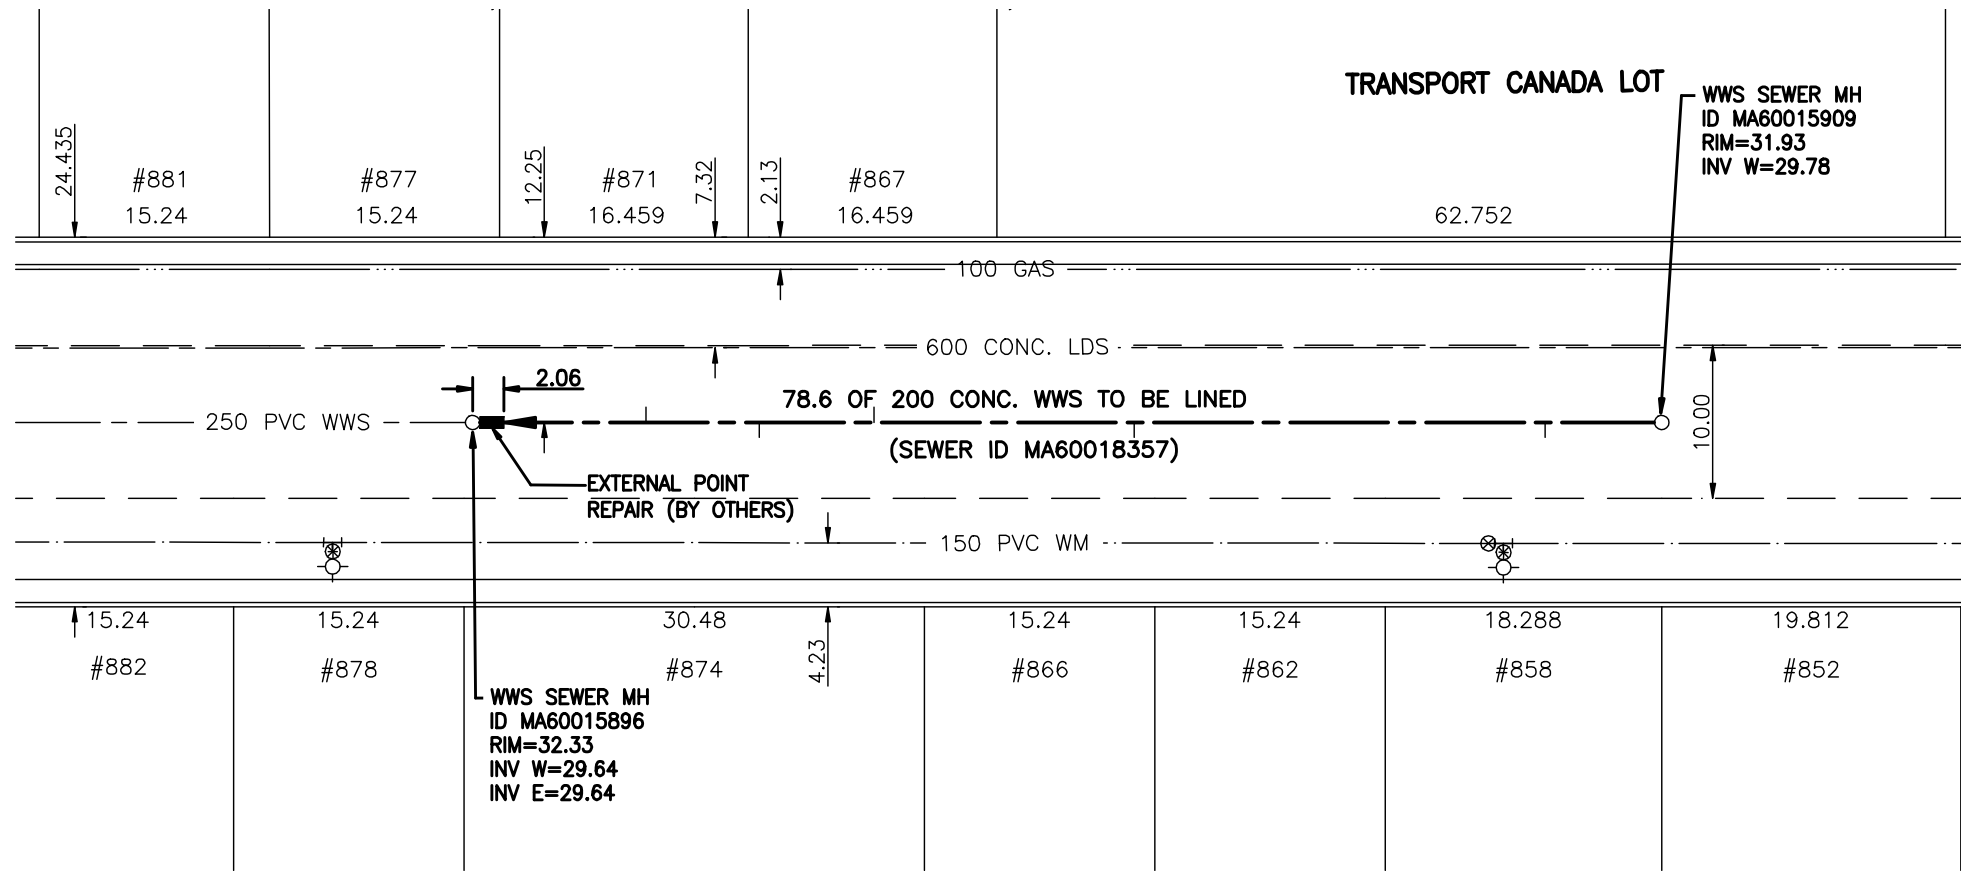 TRANSPORT CANADA LOT
WWS SEWER MH
ID MA60015909
RIM=31.93
INV W=29.78
24.435
#881
15.24
#877
15.24
12.25
#871
16.459
7.32
2.13
#867
16.459
62.752
100 GAS
600 CONC. LDS
2.06
78.6 OF 200 CONC. WWS TO BE LINED
250 PVC WWS
(SEWER ID MA60018357)
10.00
EXTERNAL POINT
REPAIR (BY OTHERS)
150 PVC WM
15.24
#882
15.24
#878
30.48
#874
4.23
15.24
#866
15.24
#862
18.288
#858
19.812
#852
WWS SEWER MH
ID MA60015896
RIM=32.33
INV W=29.64
INV E=29.64